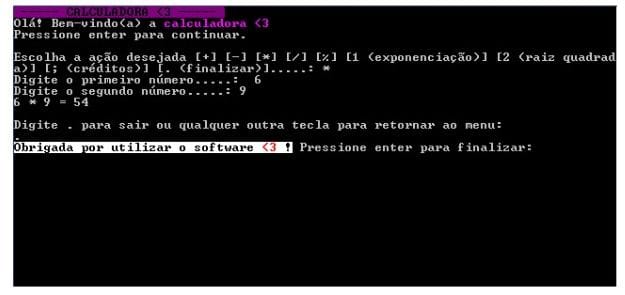 ------ CALCULADORA <3 ------
Olá! Bem-vindo(a) a calculadora <3
Pressione enter para continuar.
Escolha a ação desejada [+] [-] [*] [/] [%] [1 (exponenciação)] [2 (raiz quadrad
a)] [; (créditos)] [. (finalizar)].....: *
Digite o primeiro número.....:  6
Digite o segundo número.....: 9
6 * 9 = 54
Digite . para sair ou qualquer outra tecla para retornar ao menu:
.
Obrigada por utilizar o software <3 ! Pressione enter para finalizar: